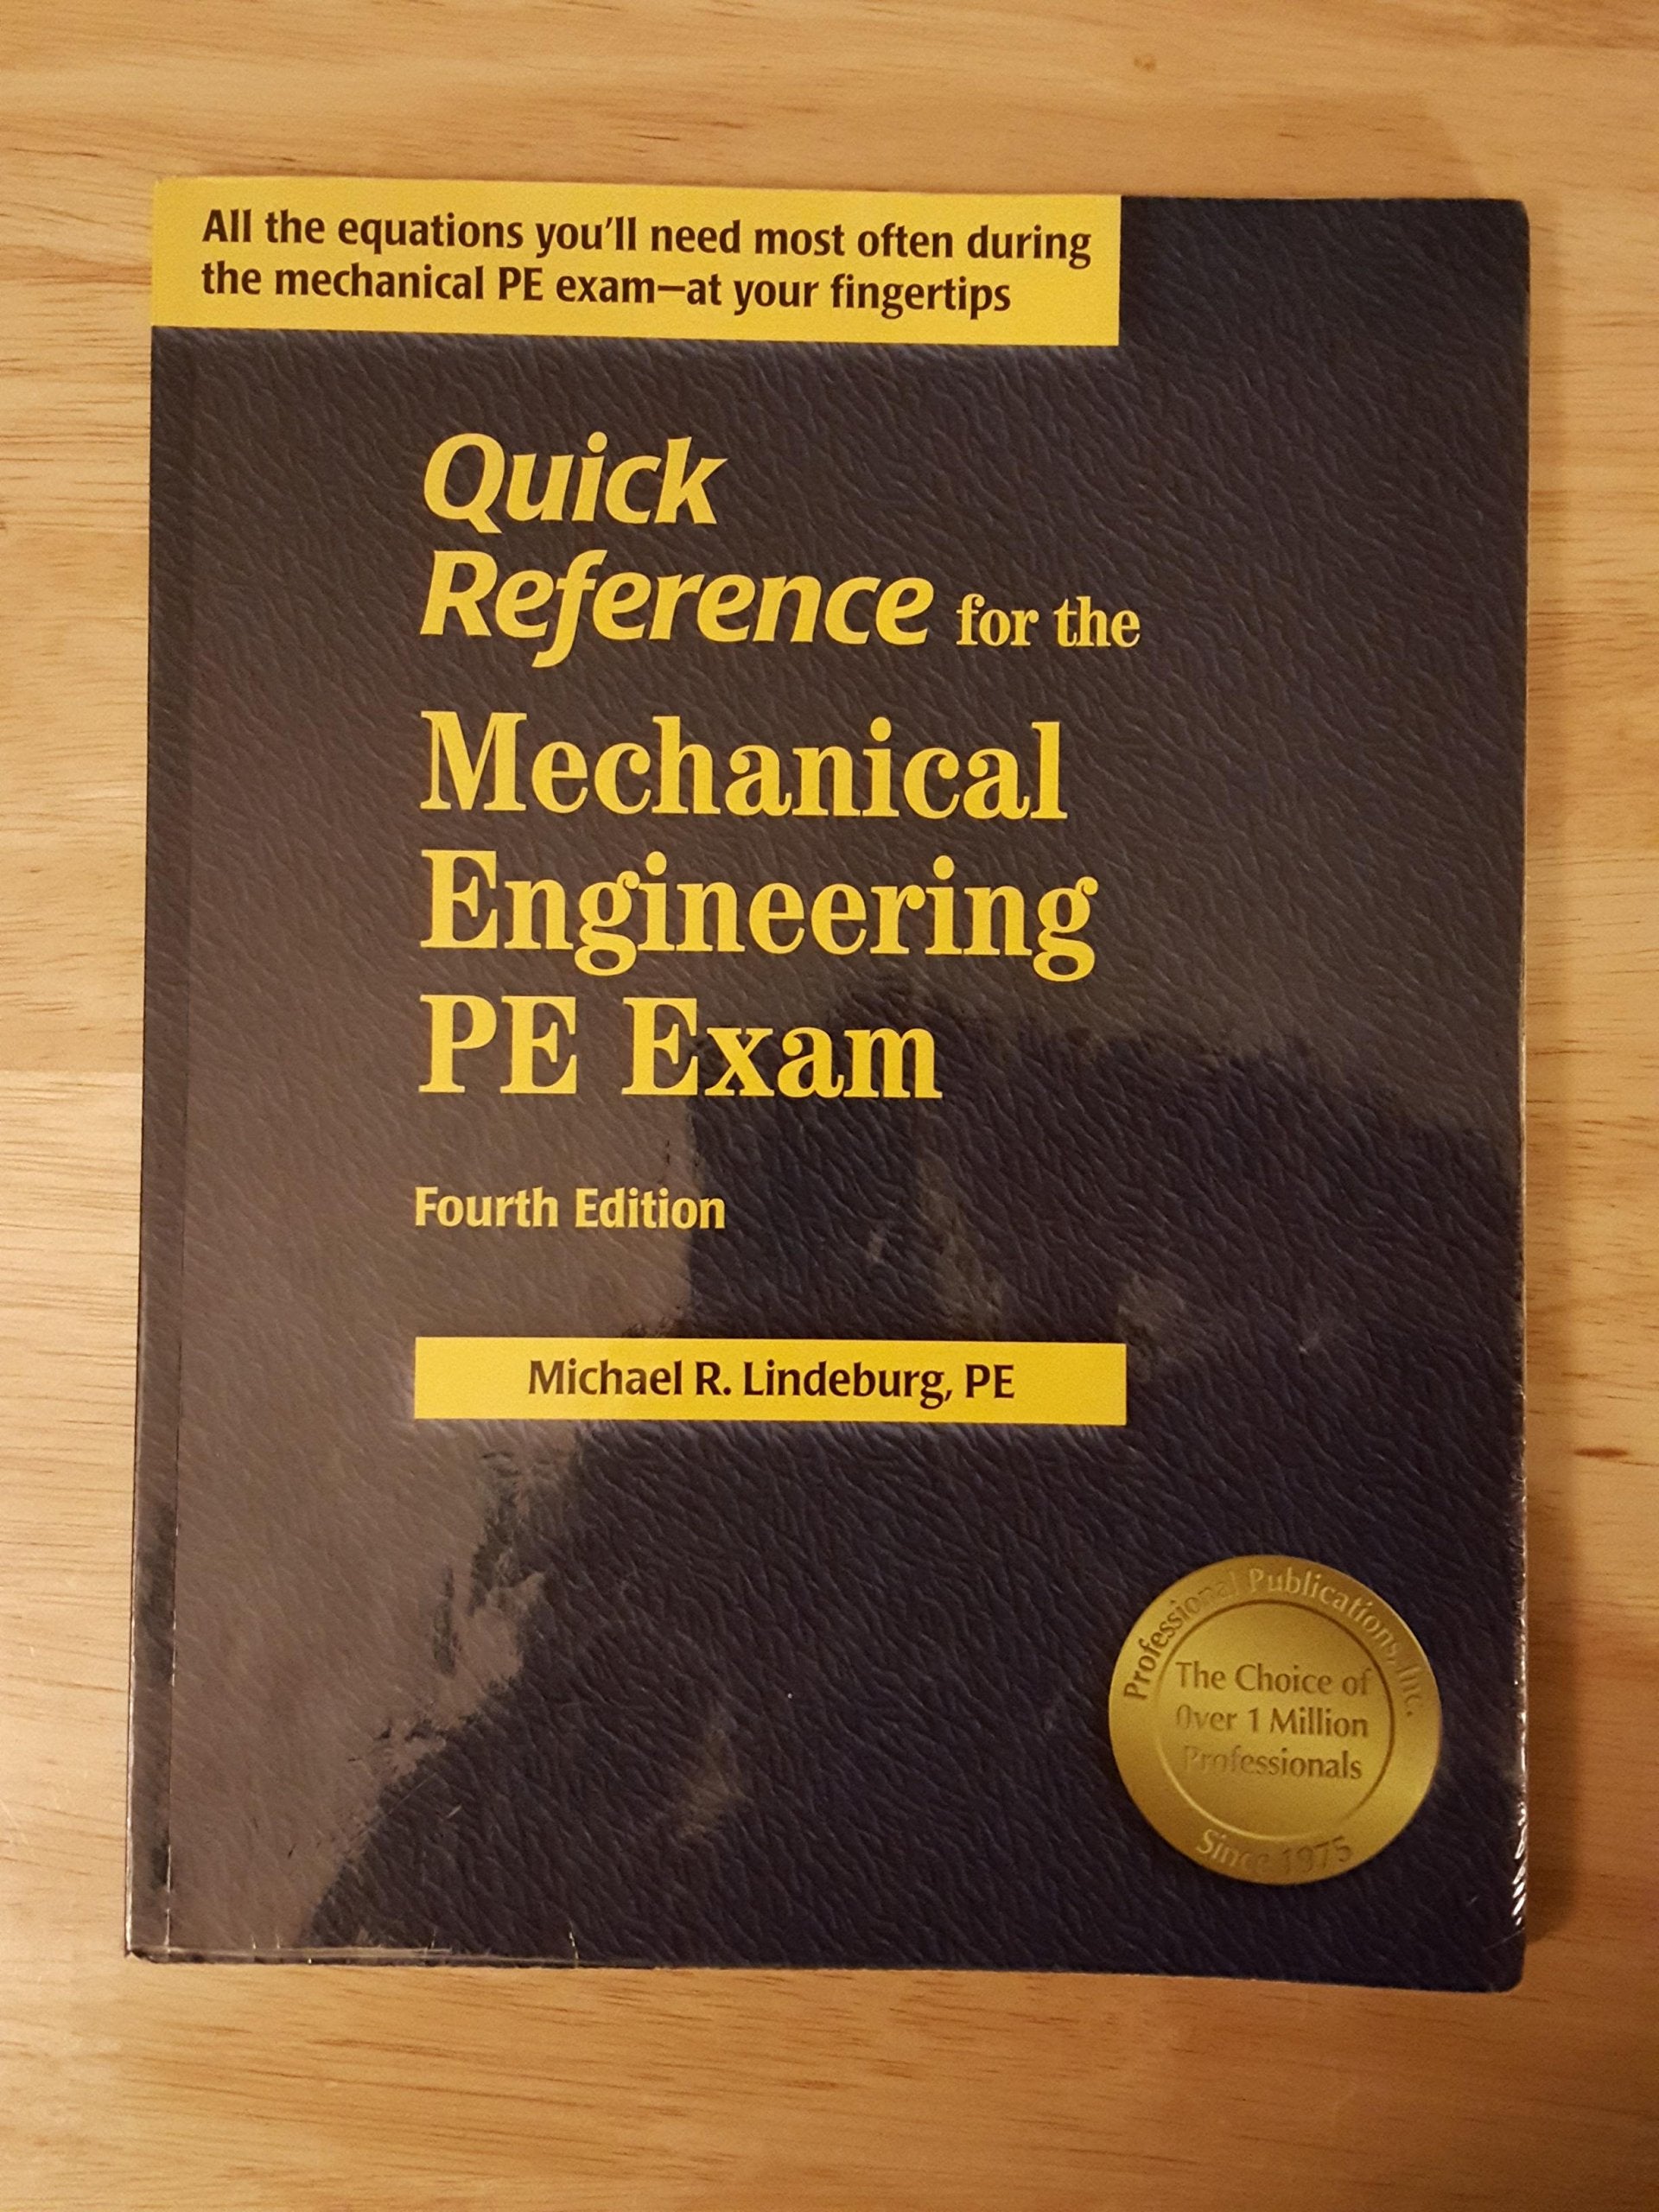 All the equations you'll need most often during
the mechanical PE exam—at your fingertips
Quick
Reference for the
Mechanical
Engineering
PE Exam
Fourth Edition
Michael R. Lindeburg, PE
Professional Publications, Inc.
The Choice of
Over 1 Million
Professionals
Since 1975